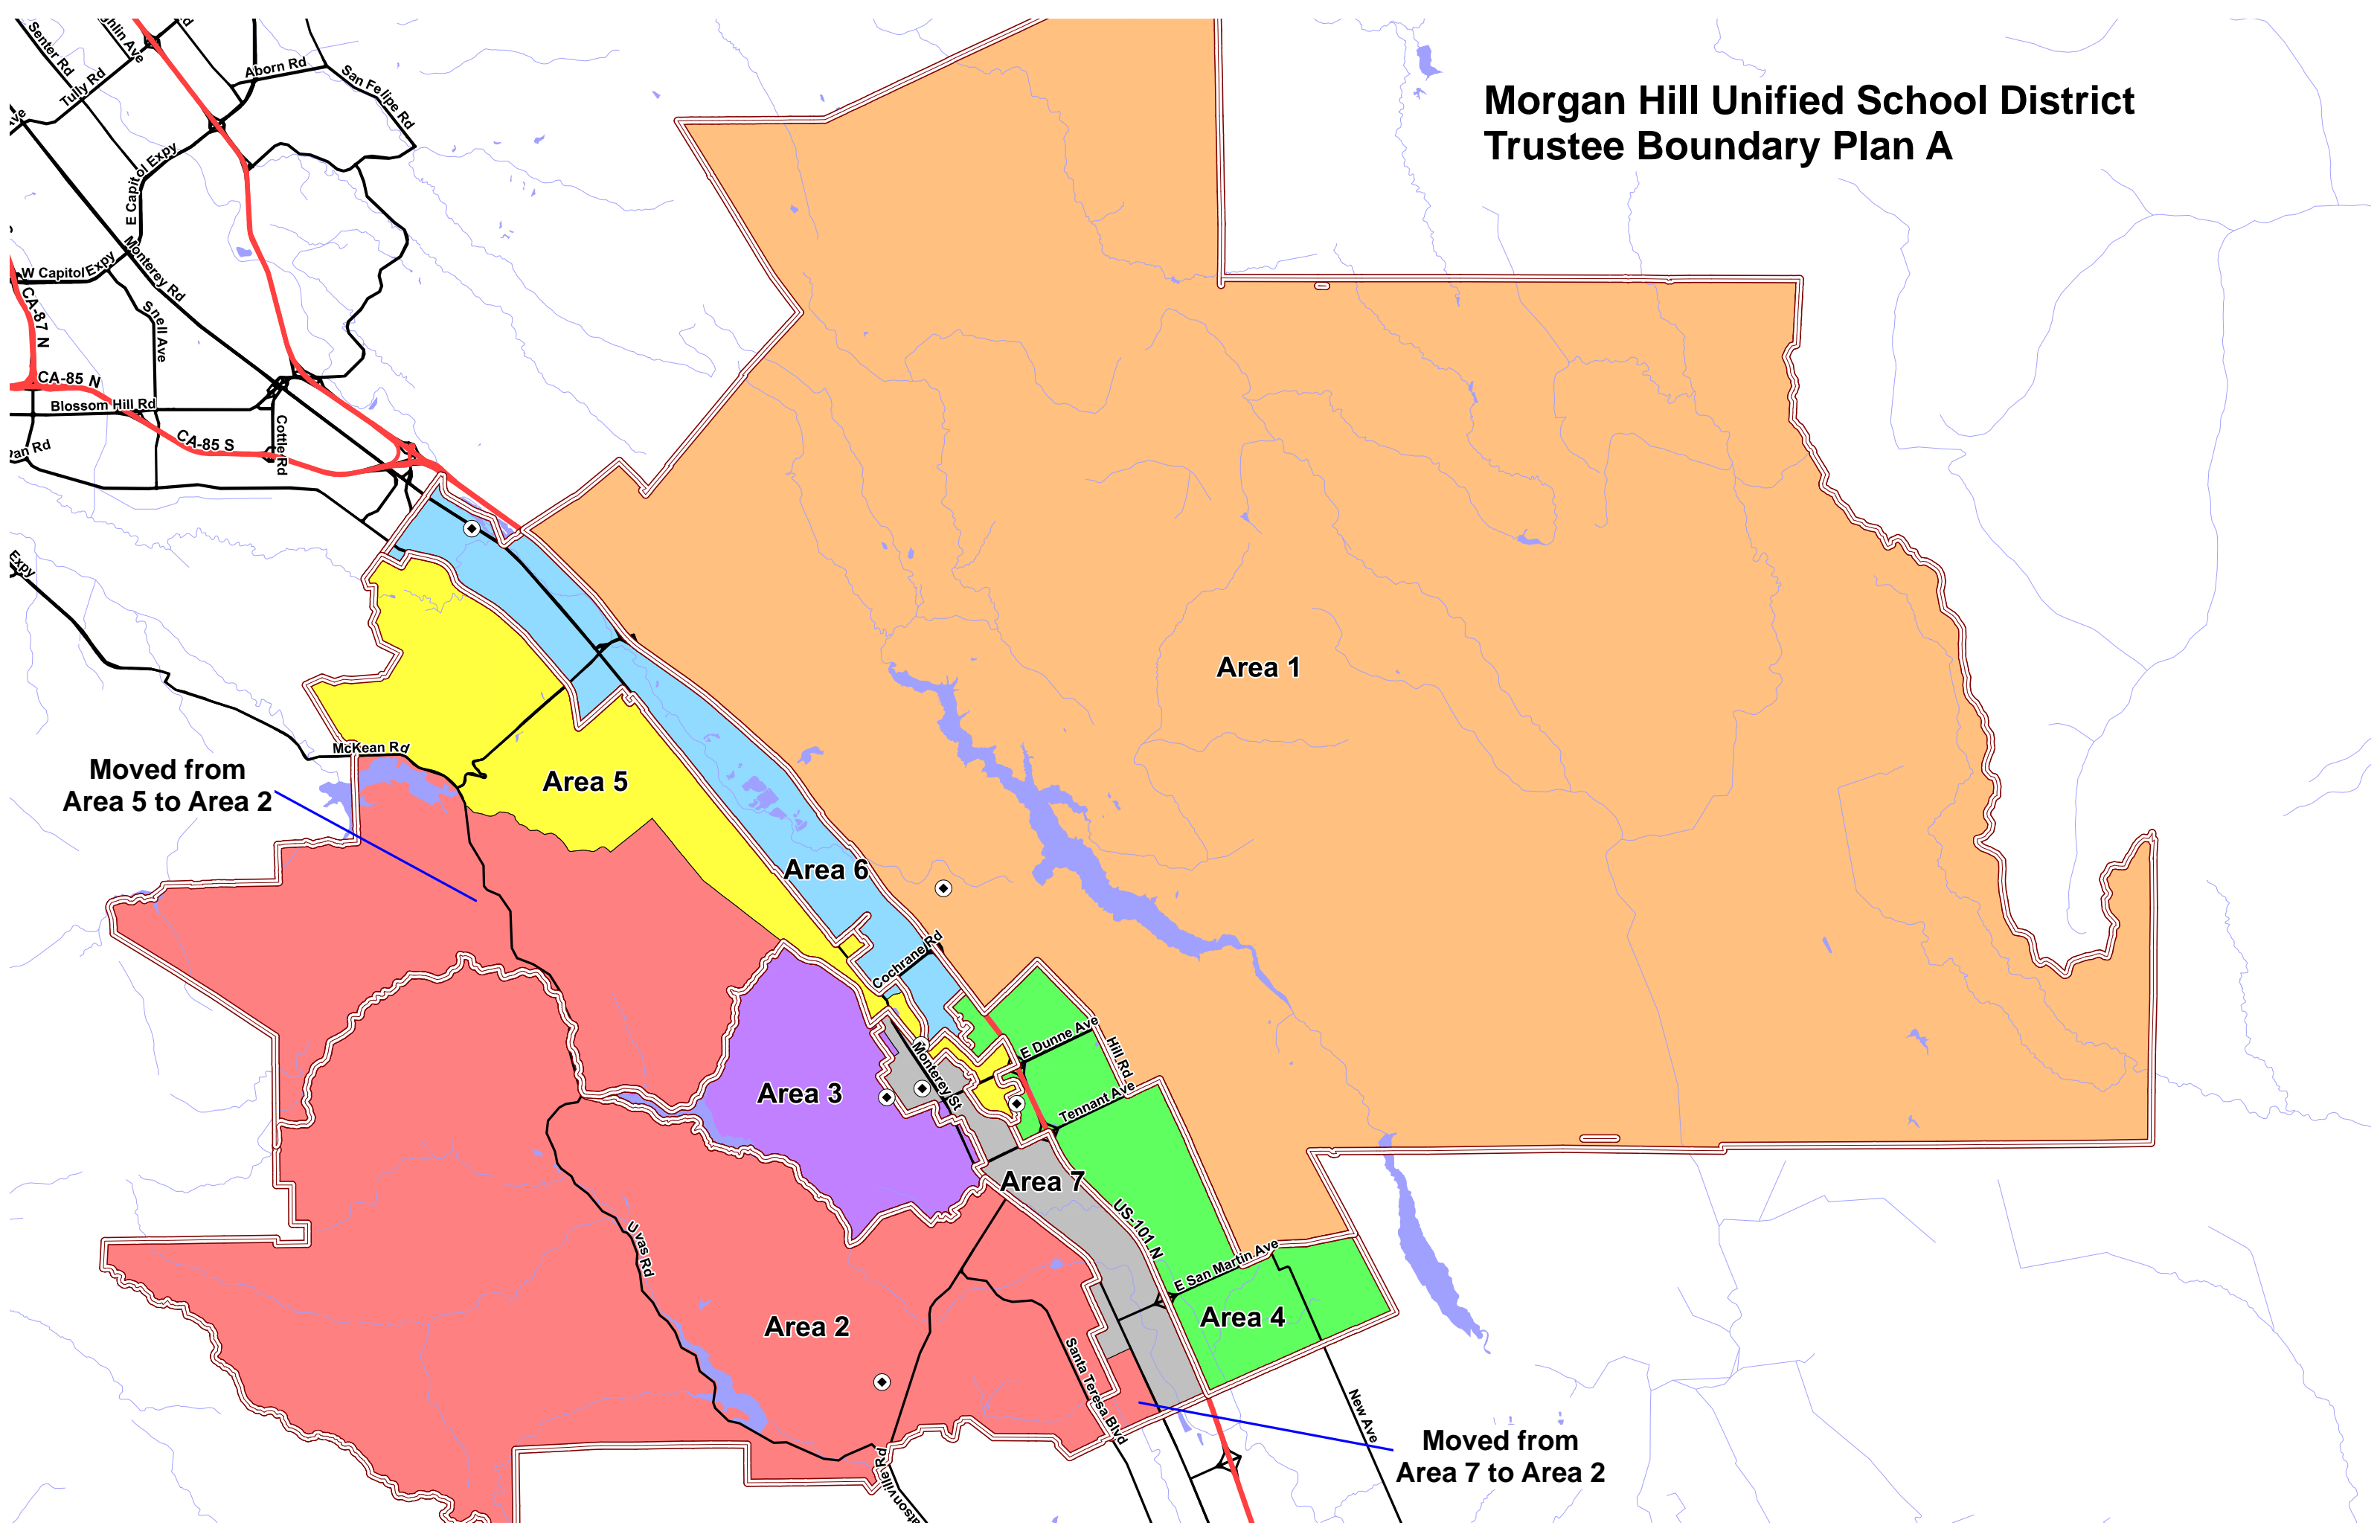 Morgan Hill Unified School District
Trustee Boundary Plan A
Senter Rd
Tully Rd
Aborn Rd
San Felipe Rd
E Capitol Expy
Monterey Rd
W Capitol Expy
CA-87 N
Snell Ave
CA-85 N
Blossom Hill Rd
CA-85 S
Cottle Rd
Expy
McKean Rd
Moved from
Area 5 to Area 2
Area 1
Area 5
Area 6
Cochrane Rd
E Dunne Ave
Hill Rd
Monterey St
Tennant Ave
Area 3
Area 7
US-101 N
Uvas Rd
E San Martin Ave
Area 2
Area 4
Santa Teresa Blvd
New Ave
Moved from
Area 7 to Area 2